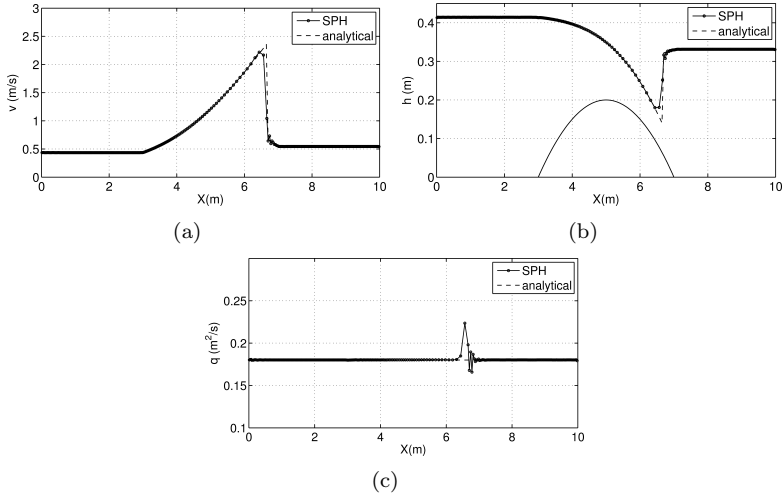 3
2.5
2
1.5
1
0.5
0
v (m/s)
0 2 4 6 8 10
X(m)
SPH
analytical
(a)
0.4
0.3
0.2
0.1
0
h (m)
0 2 4 6 8 10
X(m)
SPH
analytical
(b)
0.25
0.2
0.15
0.1
q (m²/s)
0 2 4 6 8 10
X(m)
SPH
analytical
(c)